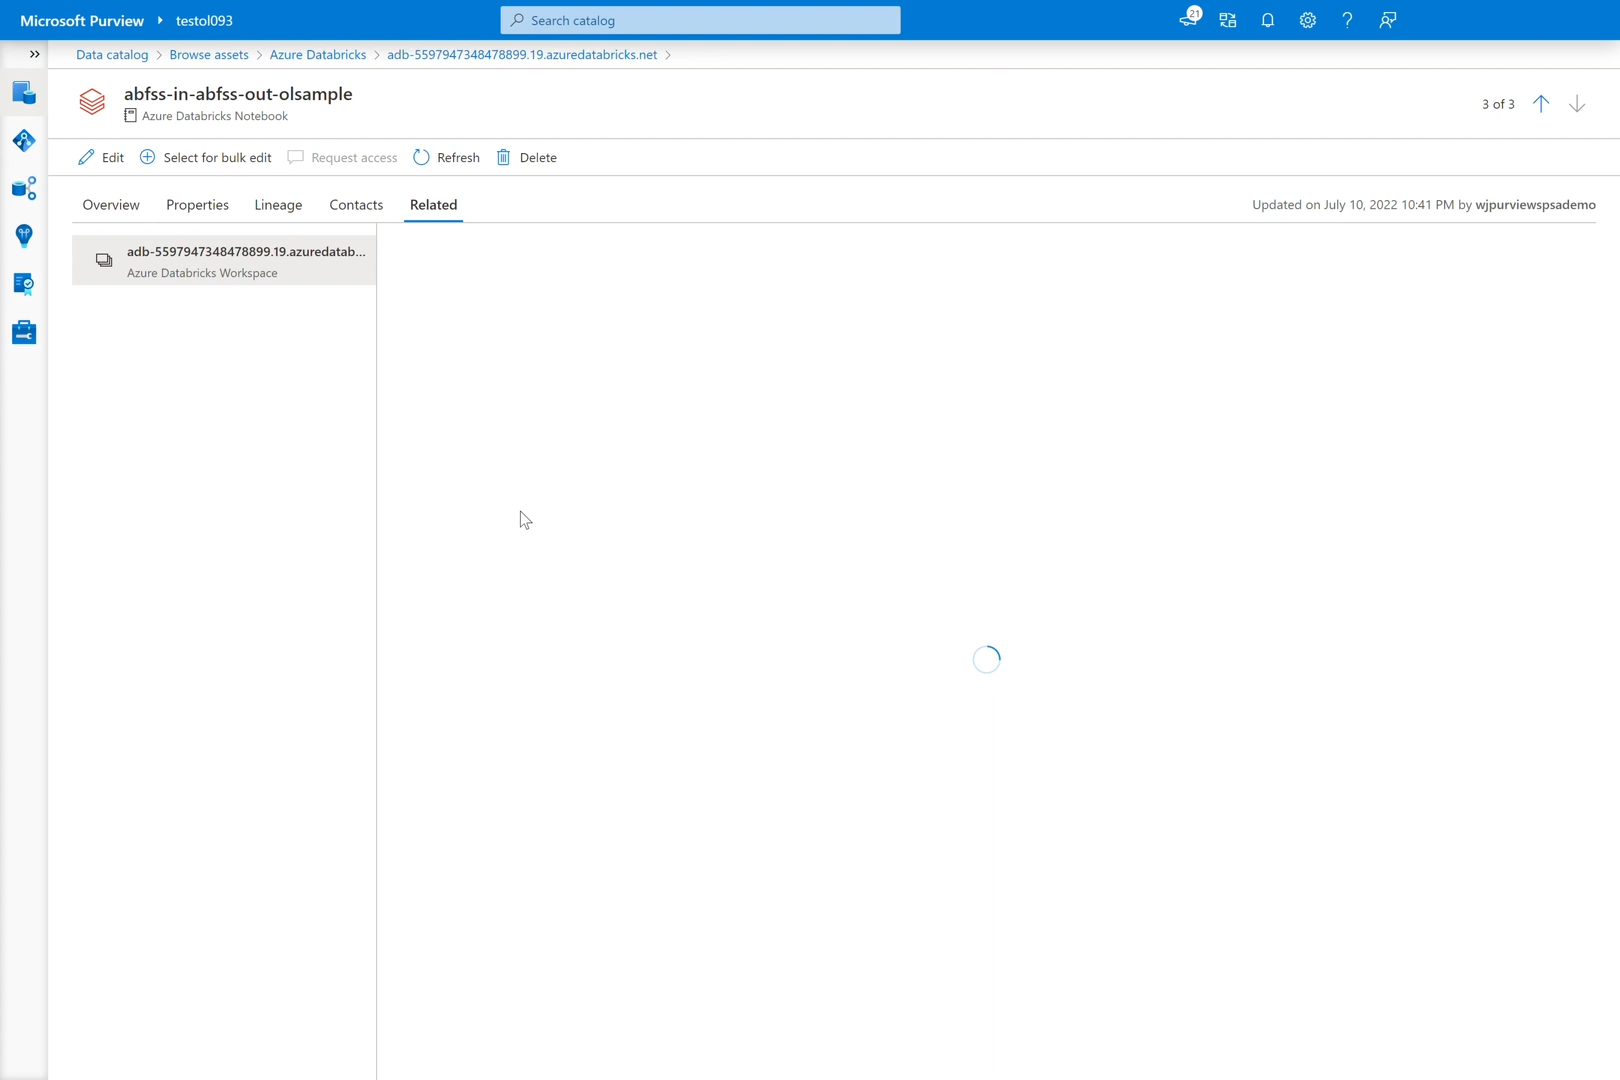 Microsoft Purview testol093
Search catalog
21
Data catalog > Browse assets > Azure Databricks > adb-5597947348478899.19.azuredatabricks.net >
abfss-in-abfss-out-olsample
Azure Databricks Notebook
3 of 3
Edit Select for bulk edit Request access Refresh Delete
Overview Properties Lineage Contacts Related
Updated on July 10, 2022 10:41 PM by wjpurviewspsademo
adb-5597947348478899.19.azuredatab...
Azure Databricks Workspace